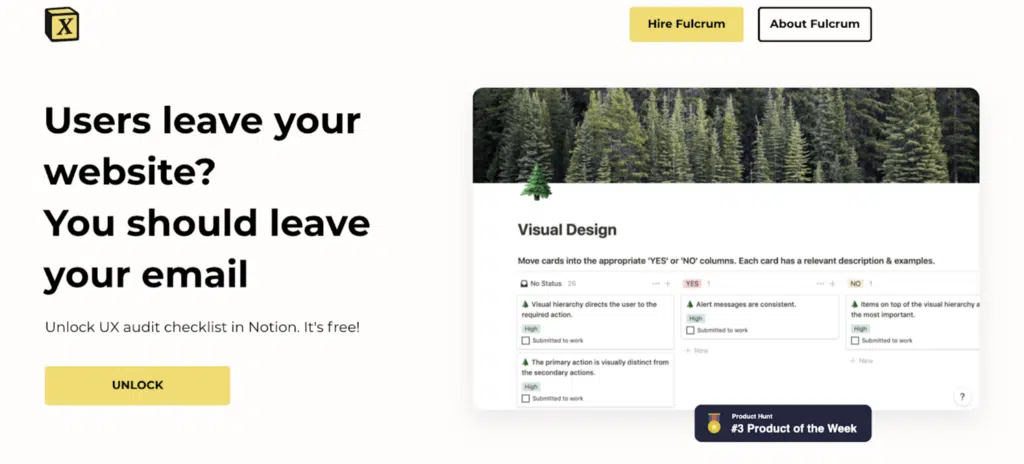 X
Hire Fulcrum
About Fulcrum
Users leave your
website?
You should leave
your email
Unlock UX audit checklist in Notion. It's free!
UNLOCK
Visual Design
Move cards into the appropriate 'YES' or 'NO' columns. Each card has a relevant description & examples.
No Status 26 ··· +
Visual hierarchy directs the user to the
required action.
High
Submitted to work
The primary action is visually distinct from
the secondary actions.
High
Submitted to work
YES 1 ··· +
Alert messages are consistent.
High
Submitted to work
+ New
NO 1
Items on top of the visual hierarchy a
the most important.
High
Submitted to work
+ New
?
Product Hunt
#3 Product of the Week